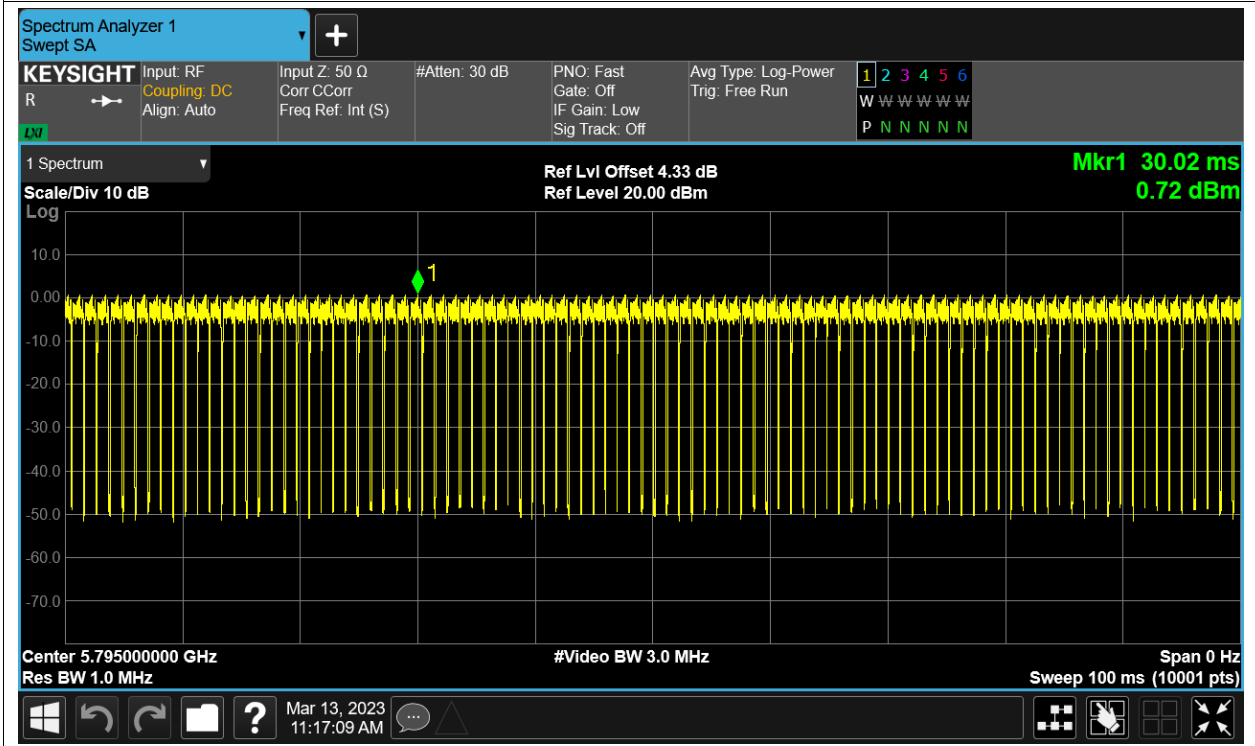 Spectrum Analyzer 1
Swept SA
+
KEYSIGHT
R
LXI
Input: RF
Coupling: DC
Align: Auto
Input Z: 50 Ω
Corr CCorr
Freq Ref: Int (S)
#Atten: 30 dB
PNO: Fast
Gate: Off
IF Gain: Low
Sig Track: Off
Avg Type: Log-Power
Trig: Free Run
1 2 3 4 5 6
W W W W W W
P N N N N N
1 Spectrum
Scale/Div 10 dB
Log
Ref Lvl Offset 4.33 dB
Ref Level 20.00 dBm
Mkr1 30.02 ms
0.72 dBm
10.0
1
0.00
-10.0
-20.0
-30.0
-40.0
-50.0
-60.0
-70.0
Center 5.795000000 GHz
Res BW 1.0 MHz
#Video BW 3.0 MHz
Span 0 Hz
Sweep 100 ms (10001 pts)
?
Mar 13, 2023
11:17:09 AM